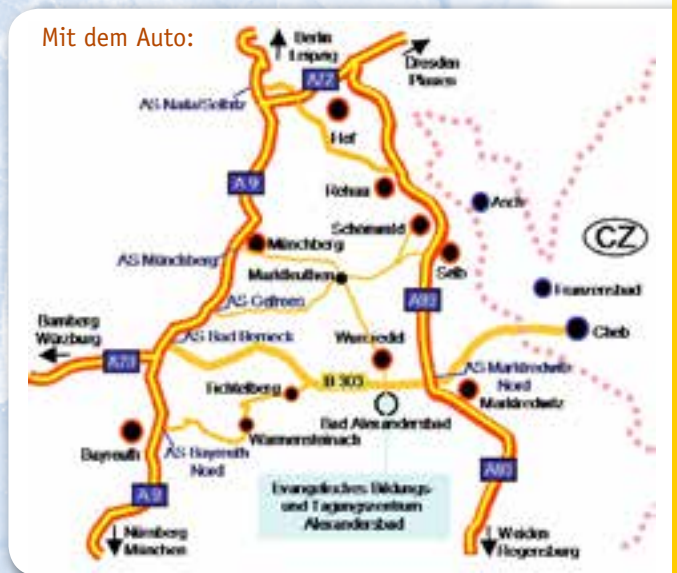 Mit dem Auto:
Berlin
Leipzig
Dresden
Plauen
A72
AS Naila/Selbitz
Hof
A 9
Rehau
Asch
Schönwald
CZ
Münchberg
AS Münchberg
Selb
Marktleuthen
Franzensbad
A93
AS Gefrees
Bamberg
Würzburg
AS Bad Berneck
Wunsiedel
Cheb
A70
AS Marktredwitz
Nord
B 303
Fichtelberg
Marktredwitz
Bad Alexandersbad
Warmensteinach
Bayreuth
AS Bayreuth
Nord
A93
Evangelisches Bildungs-
und Tagungszentrum
Alexandersbad
A 9
Nürnberg
München
Weiden
Regensburg